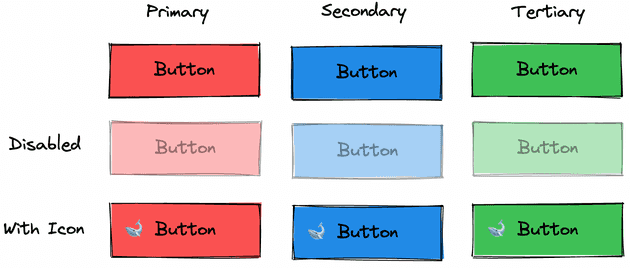 Primary Secondary Tertiary
Button Button Button
Disabled Button Button Button
With Icon Button Button Button